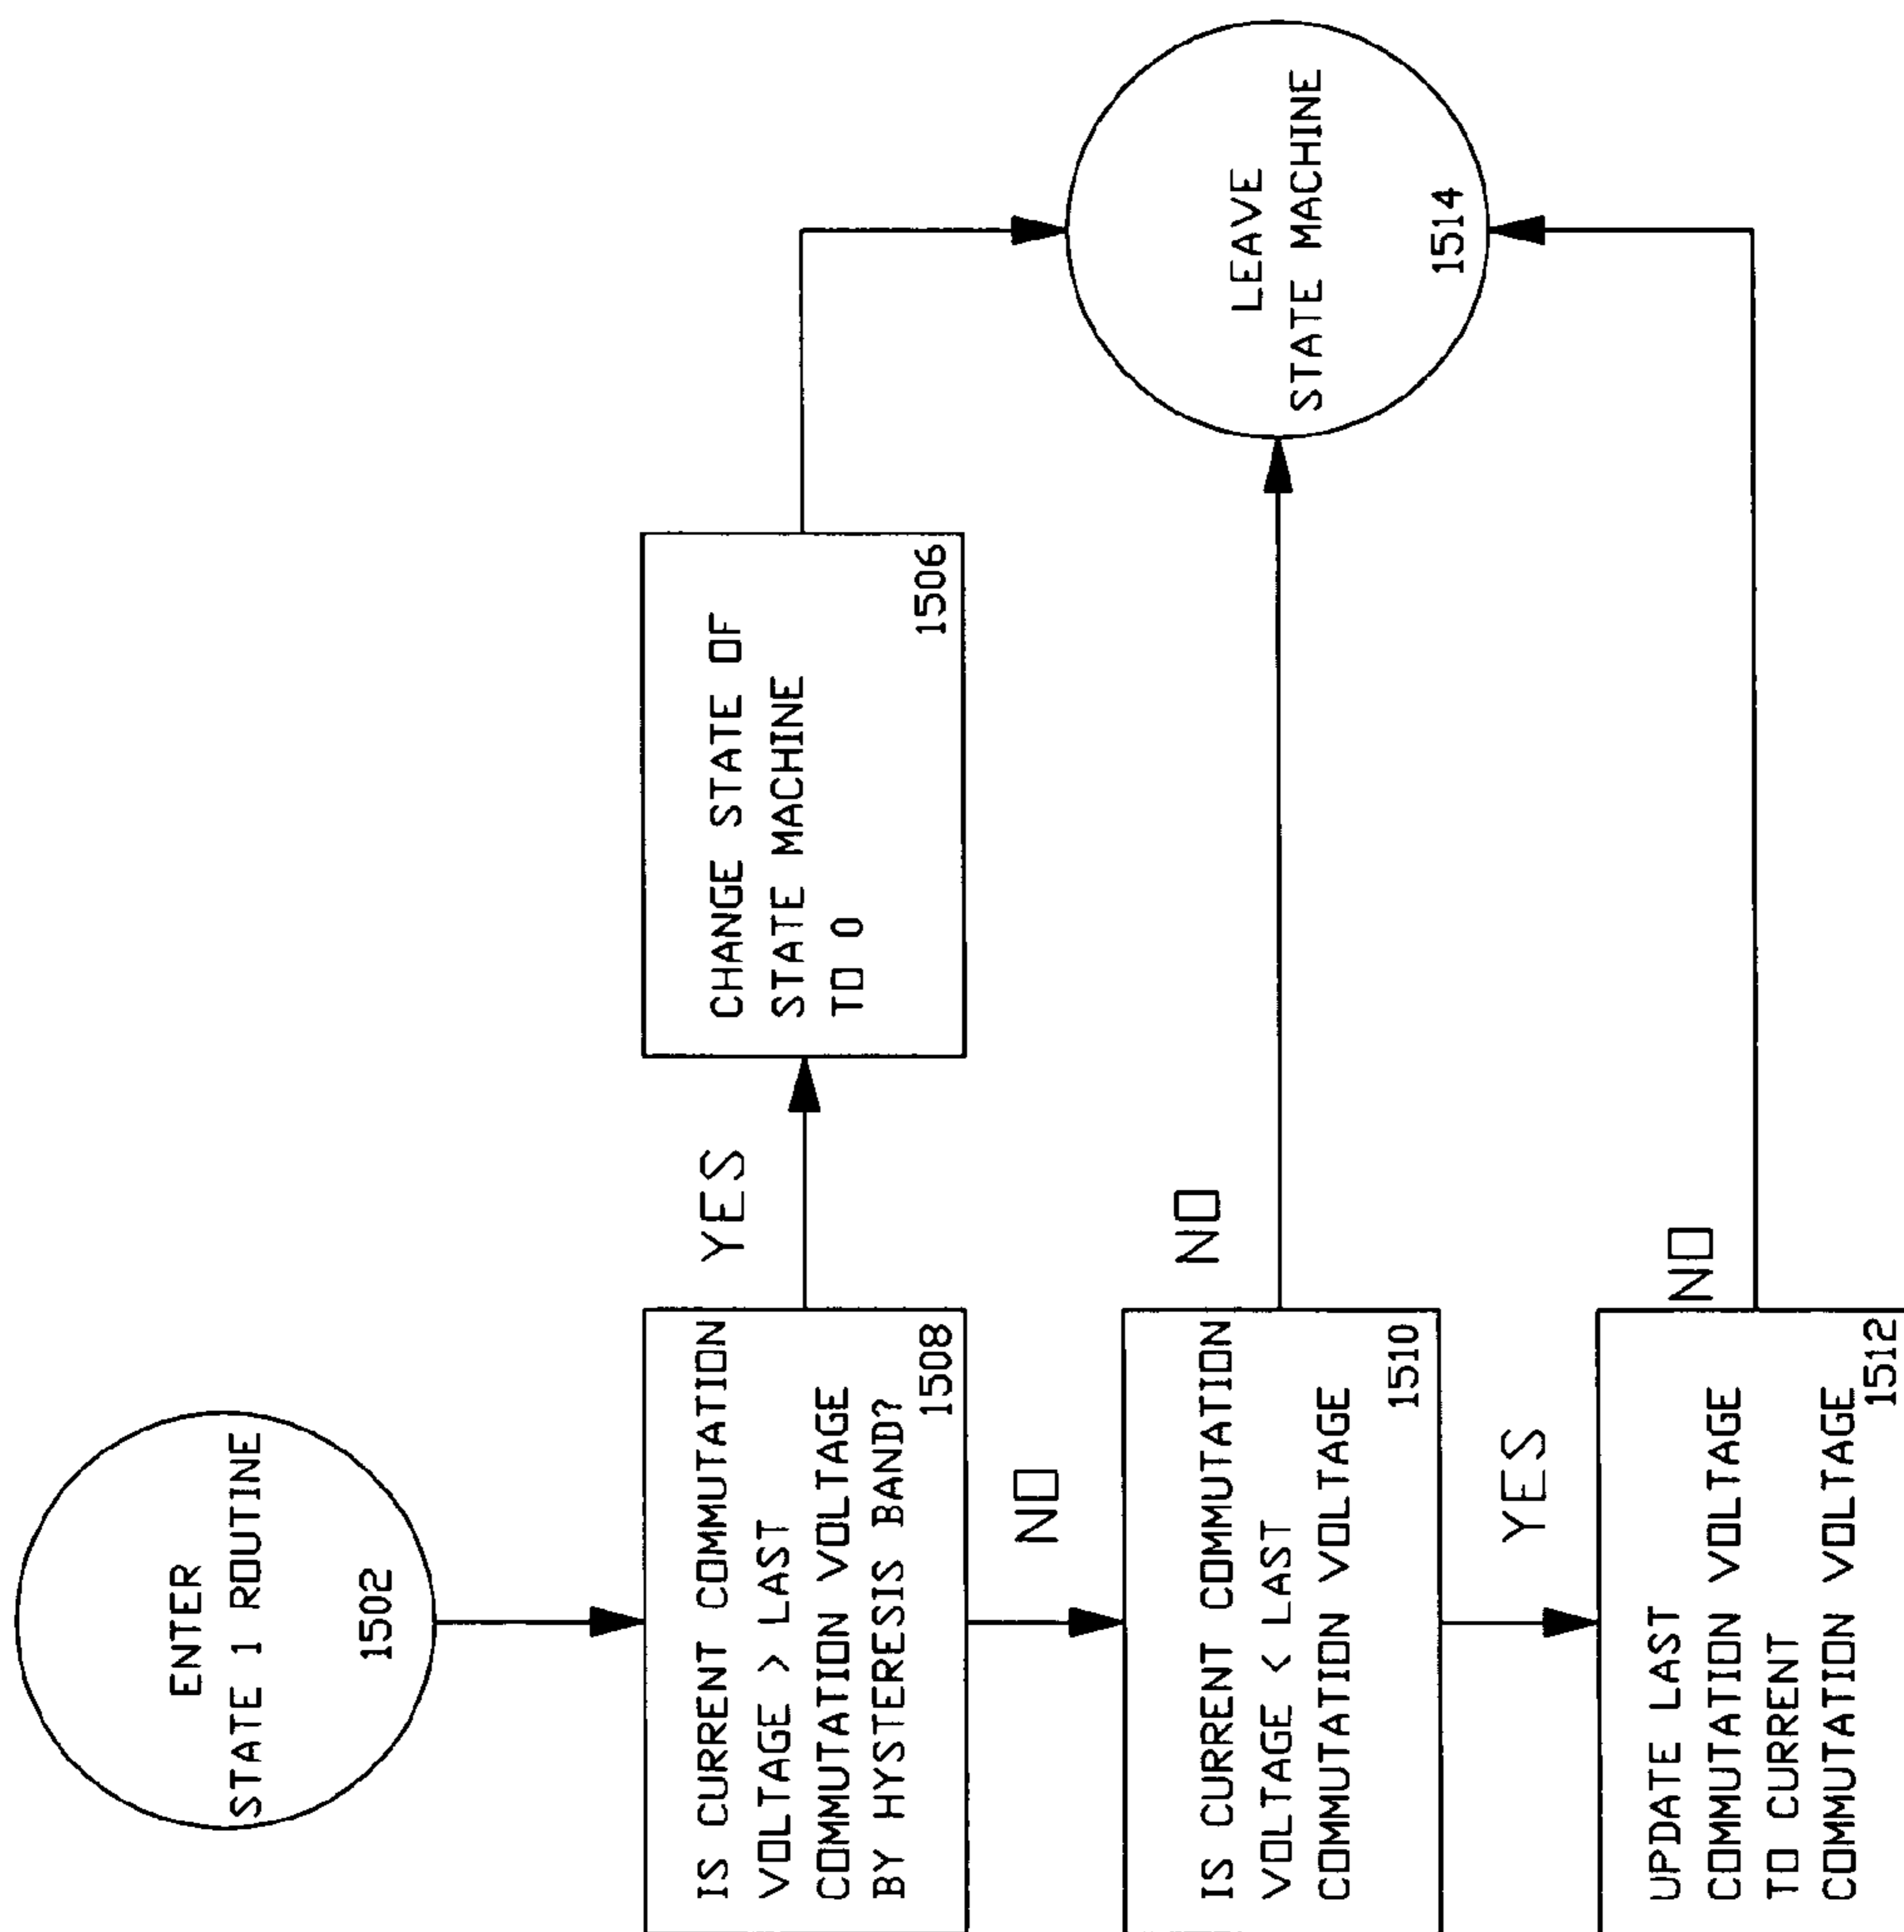 ENTER
STATE 1 ROUTINE
1502
IS CURRENT COMMUTATION
VOLTAGE > LAST
COMMUTATION VOLTAGE
BY HYSTERESIS BAND?
1508
YES
CHANGE STATE OF
STATE MACHINE
TO 0
1506
NO
IS CURRENT COMMUTATION
VOLTAGE < LAST
COMMUTATION VOLTAGE
1510
NO
LEAVE
STATE MACHINE
1514
YES
UPDATE LAST
COMMUTATION VOLTAGE
TO CURRENT
COMMUTATION VOLTAGE
1512
NO